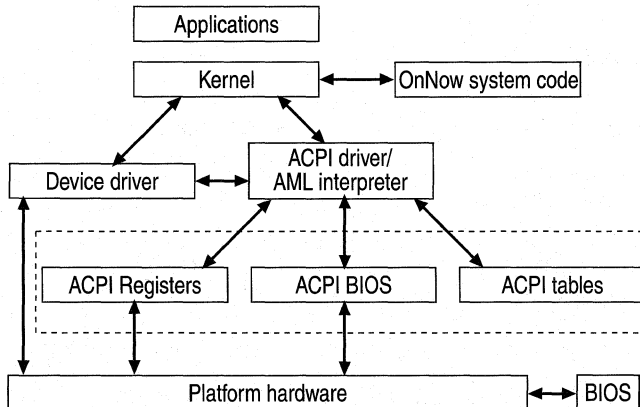 Applications
Kernel
OnNow system code
Device driver
ACPI driver/
AML interpreter
ACPI Registers
ACPI BIOS
ACPI tables
Platform hardware
BIOS